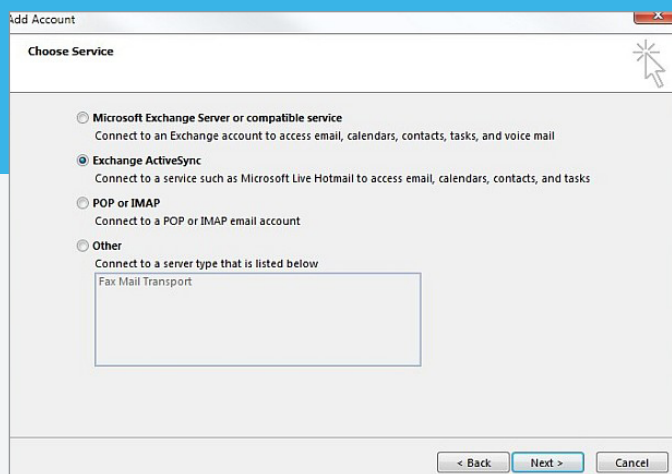 Add Account
Choose Service
Microsoft Exchange Server or compatible service
Connect to an Exchange account to access email, calendars, contacts, tasks, and voice mail
Exchange ActiveSync
Connect to a service such as Microsoft Live Hotmail to access email, calendars, contacts, and tasks
POP or IMAP
Connect to a POP or IMAP email account
Other
Connect to a server type that is listed below
Fax Mail Transport
< Back Next > Cancel